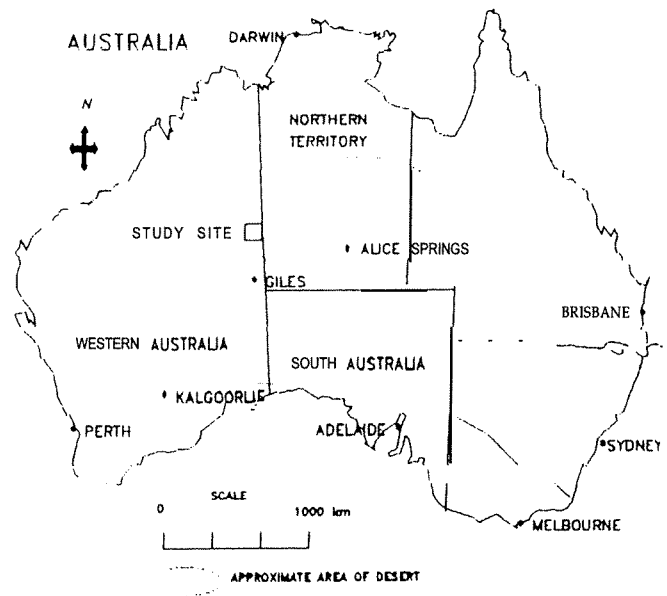 AUSTRALIA
DARWIN
N
NORTHERN
TERRITORY
STUDY SITE
ALICE SPRINGS
GILES
BRISBANE
WESTERN AUSTRALIA
SOUTH AUSTRALIA
KALGOORLIE
PERTH
ADELAIDE
SYDNEY
SCALE
0 1000 km
MELBOURNE
APPROXIMATE AREA OF DESERT